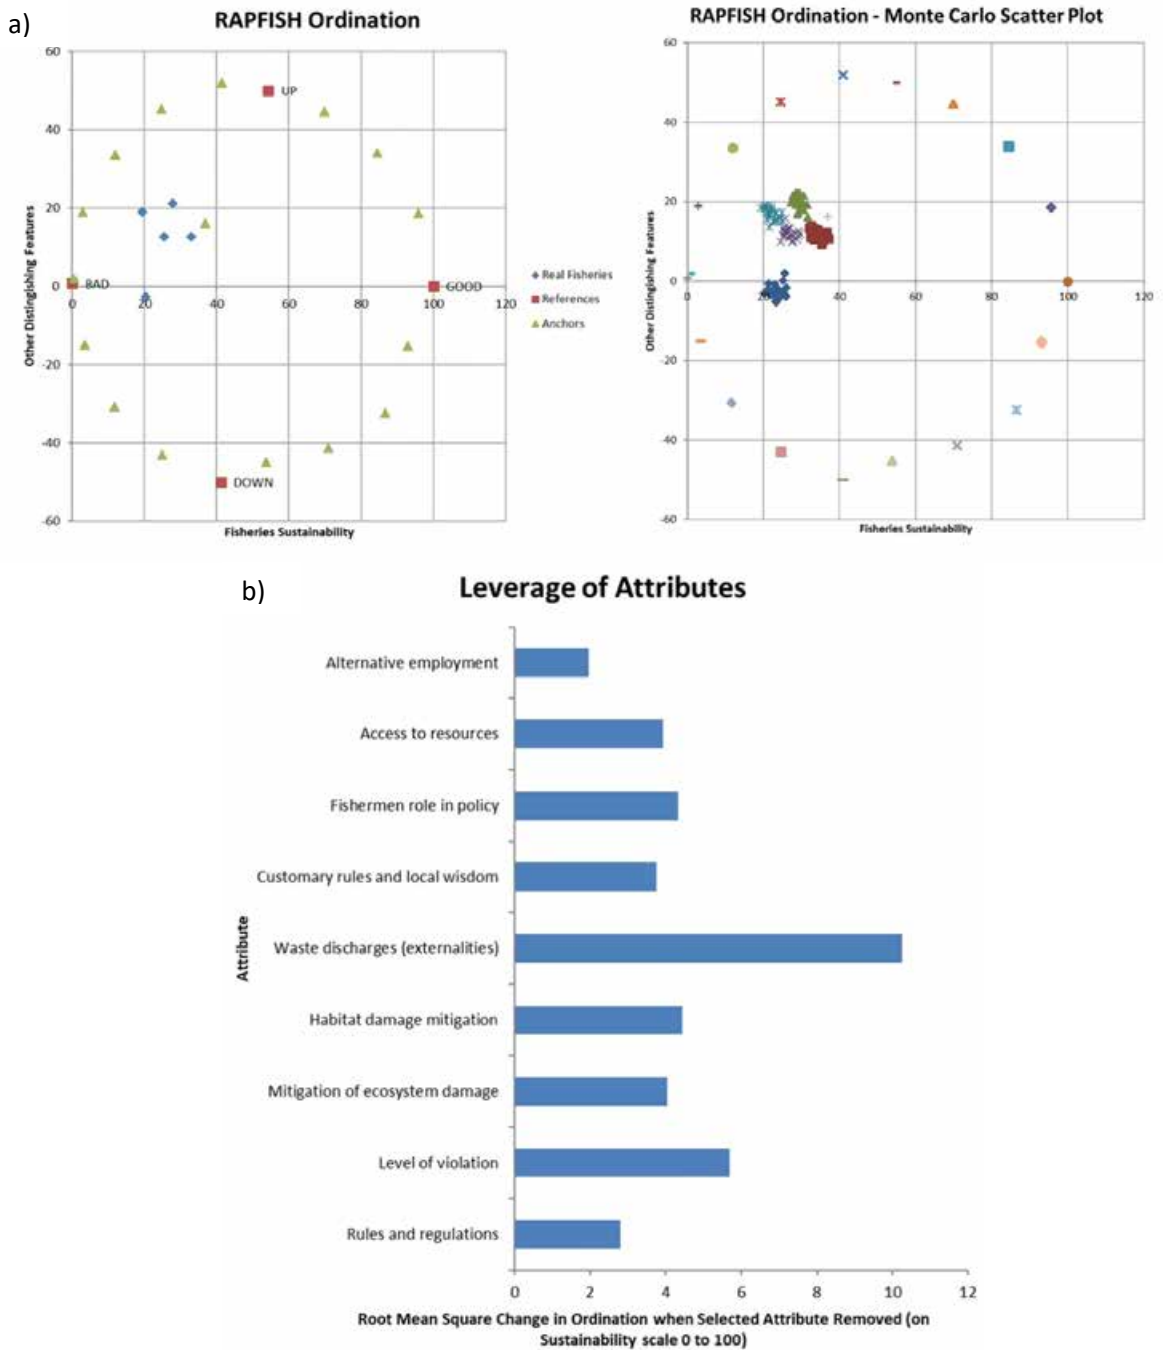 a)
RAPFISH Ordination
60
40
20
0
-20
-40
-60
0
20
40
60
80
100
120
UP
BAD
GOOD
DOWN
Other Distingishing Features
Fisheries Sustainability
Real Fisheries
References
Anchors
RAPFISH Ordination - Monte Carlo Scatter Plot
60
40
20
0
-20
-40
-60
0
20
40
60
80
100
120
Other Distingishing Features
Fisheries Sustainability
b)
Leverage of Attributes
Attribute
Alternative employment
Access to resources
Fishermen role in policy
Customary rules and local wisdom
Waste discharges (externalities)
Habitat damage mitigation
Mitigation of ecosystem damage
Level of violation
Rules and regulations
0 2 4 6 8 10 12
Root Mean Square Change in Ordination when Selected Attribute Removed (on
Sustainability scale 0 to 100)